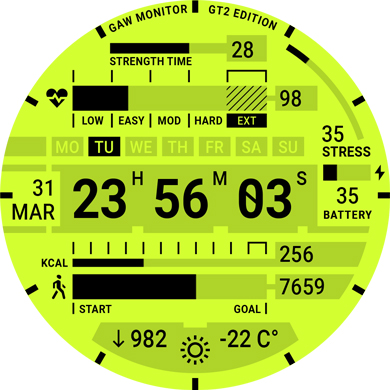 GAW MONITOR GT2 EDITION
28
STRENGTH TIME
98
LOW EASY MOD HARD EXT
35
STRESS
MO TU WE TH FR SA SU
31
MAR
23 H 56 M 03 S
35
BATTERY
256
KCAL
7659
START GOAL
↓982 -22 C°